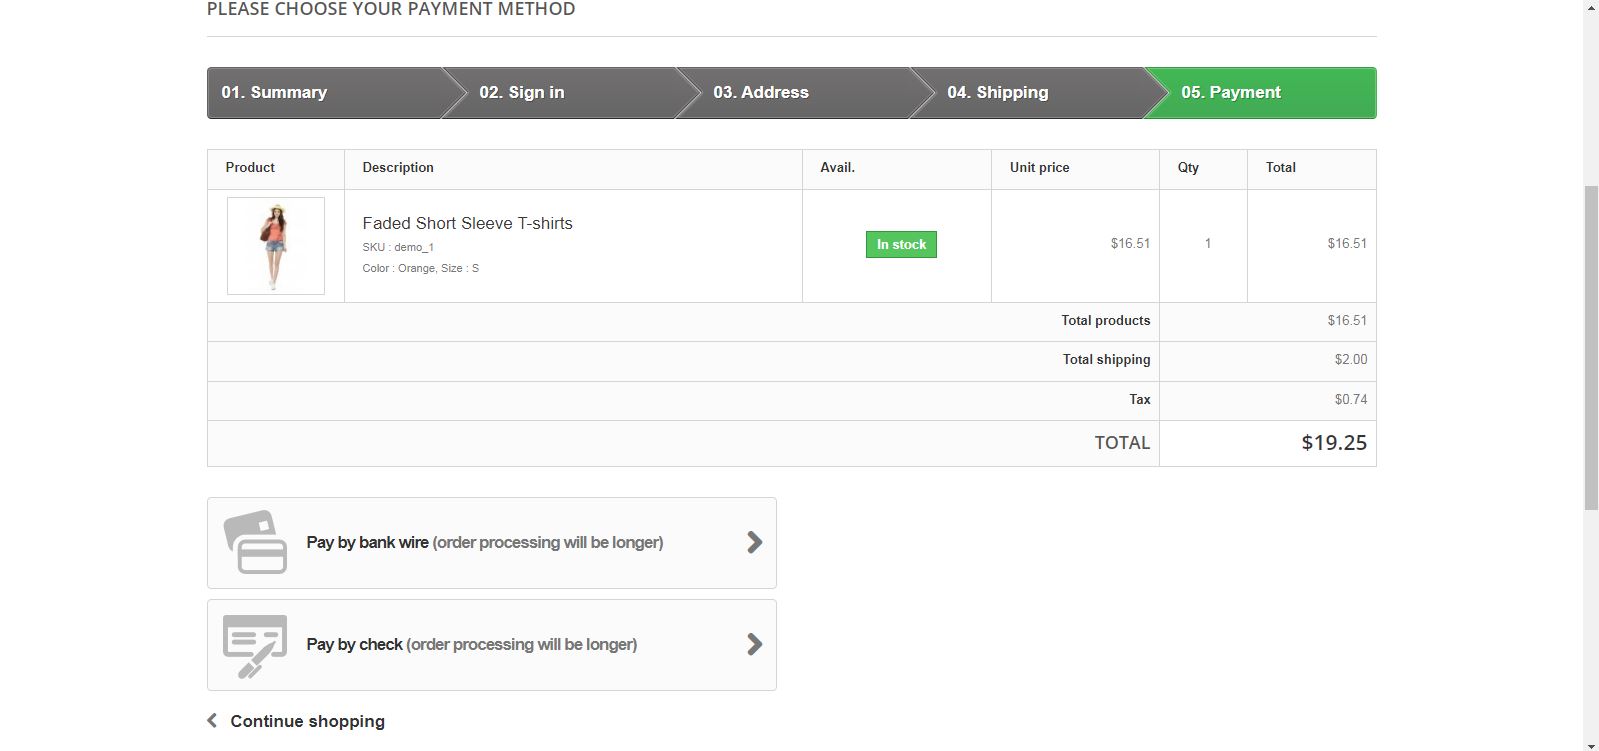 PLEASE CHOOSE YOUR PAYMENT METHOD
01. Summary 02. Sign in 03. Address 04. Shipping 05. Payment
Product Description Avail. Unit price Qty Total
Faded Short Sleeve T-shirts
SKU : demo_1
Color : Orange, Size : S
In stock
$16.51 1 $16.51
Total products $16.51
Total shipping $2.00
Tax $0.74
TOTAL $19.25
Pay by bank wire (order processing will be longer)
Pay by check (order processing will be longer)
Continue shopping